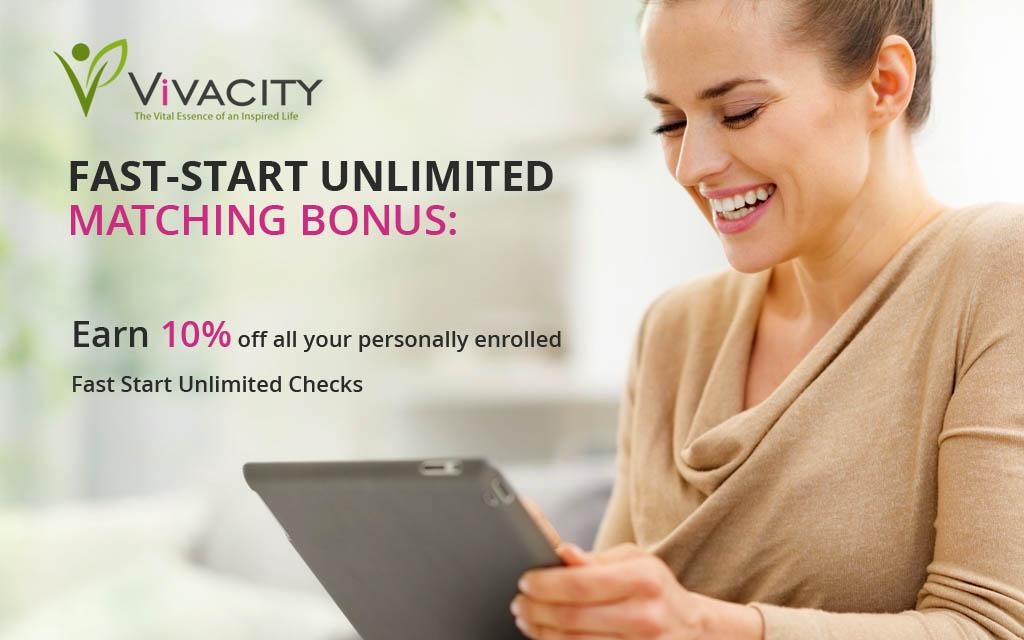 ViVACITY
The Vital Essence of an Inspired Life
FAST-START UNLIMITED
MATCHING BONUS:
Earn 10% off all your personally enrolled
Fast Start Unlimited Checks